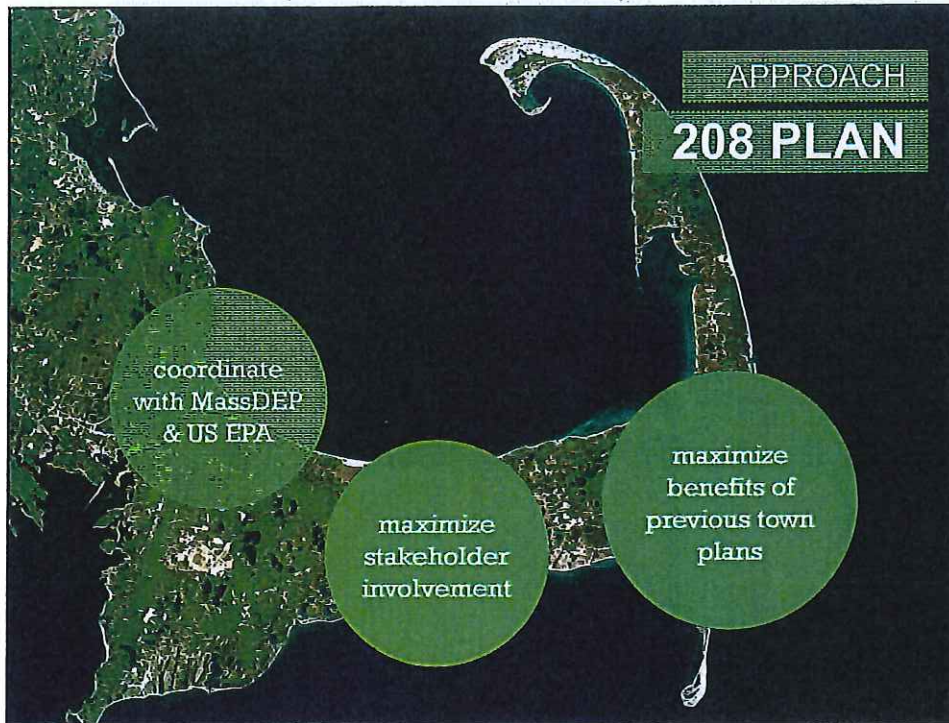 APPROACH
208 PLAN
coordinate
with MassDEP
& US EPA
maximize
stakeholder
involvement
maximize
benefits of
previous town
plans